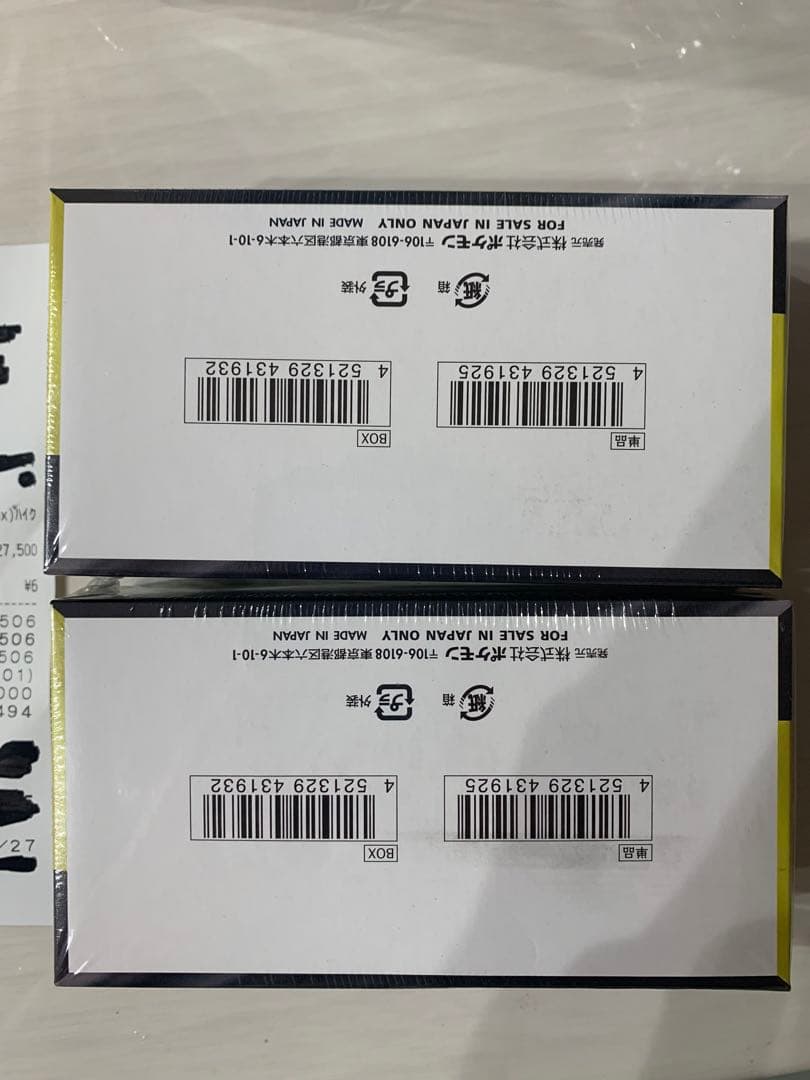 FOR SALE IN JAPAN ONLY MADE IN JAPAN
発売元 株式会社ポケモン 〒106-6108 東京都港区六本木6-10-1
紙 箱 プラ 外装
4 521329 431925
単品
4 521329 431932
BOX
FOR SALE IN JAPAN ONLY MADE IN JAPAN
発売元 株式会社ポケモン 〒106-6108 東京都港区六本木6-10-1
紙 箱 プラ 外装
4 521329 431925
単品
4 521329 431932
BOX
x)ハイク
27,500
¥6
506
506
506
01)
000
494
/27